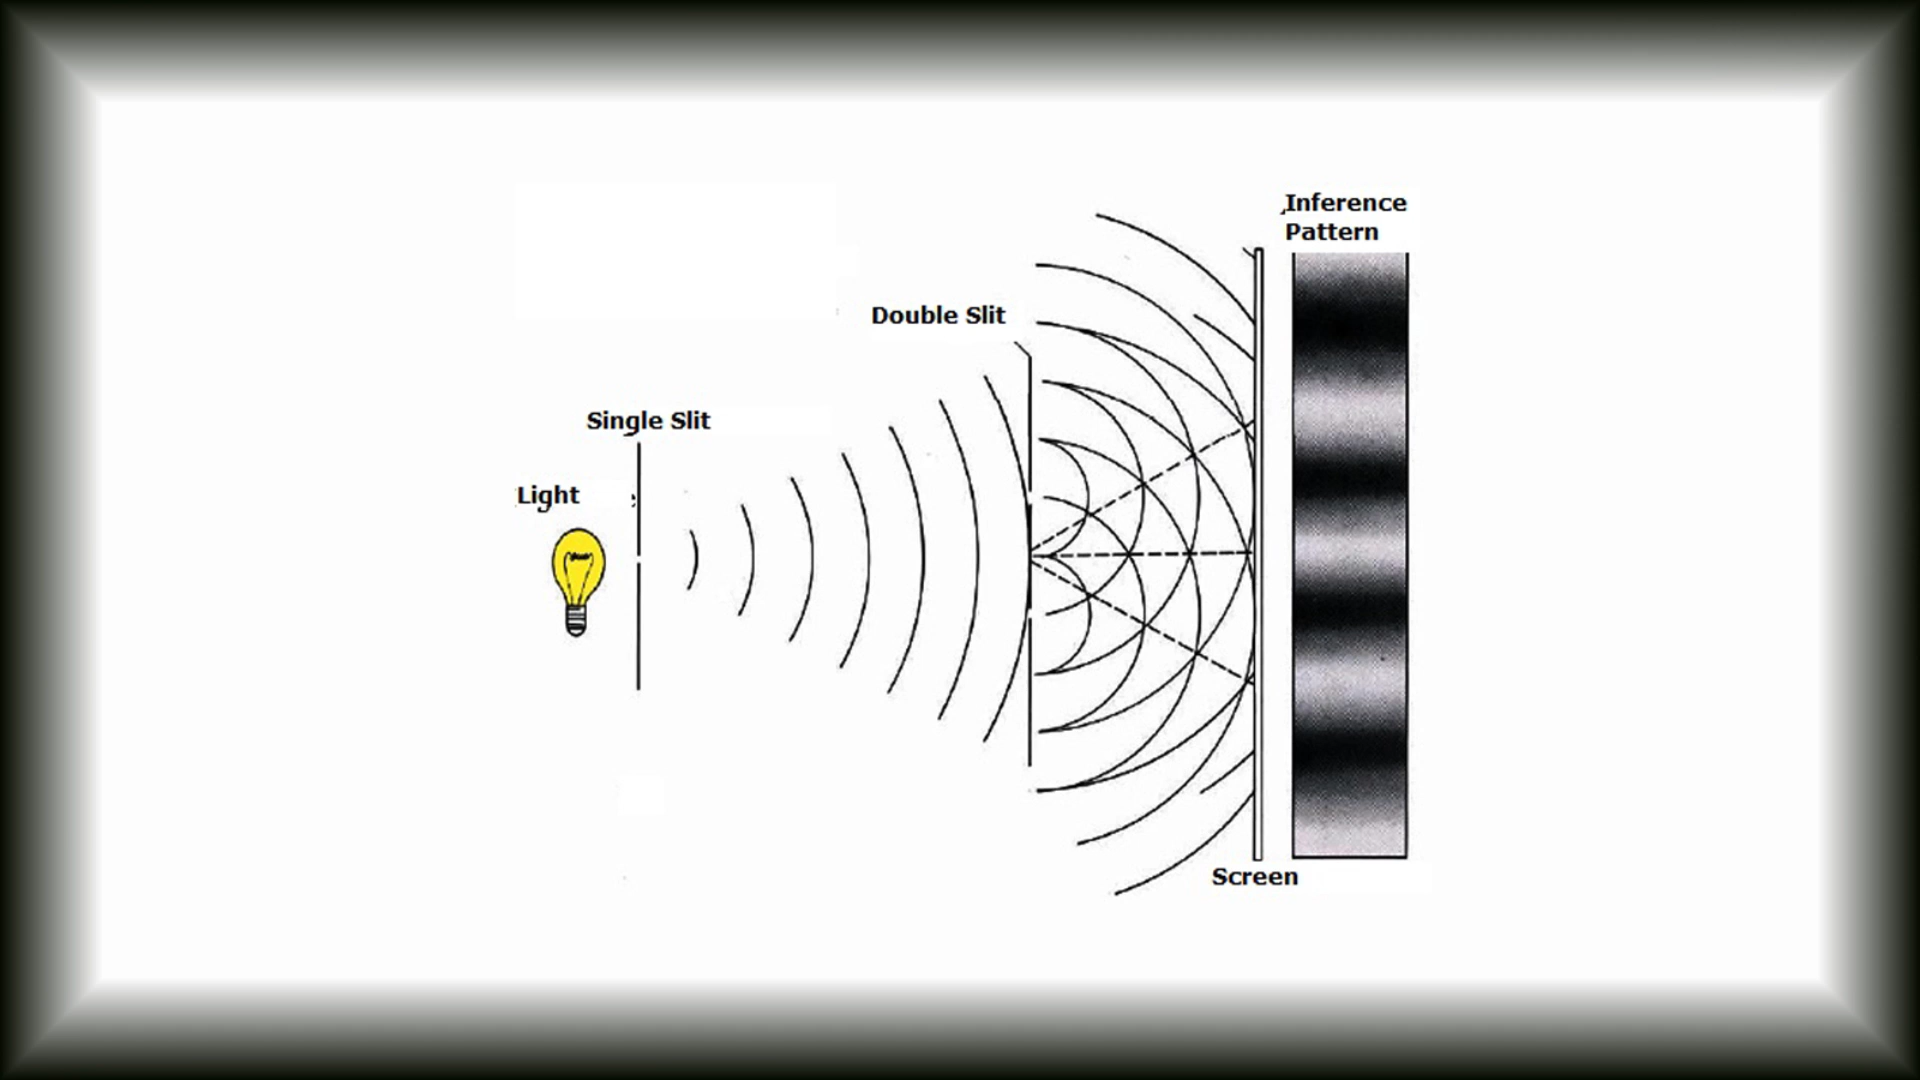 Inference
Pattern
Double Slit
Single Slit
Light
Screen